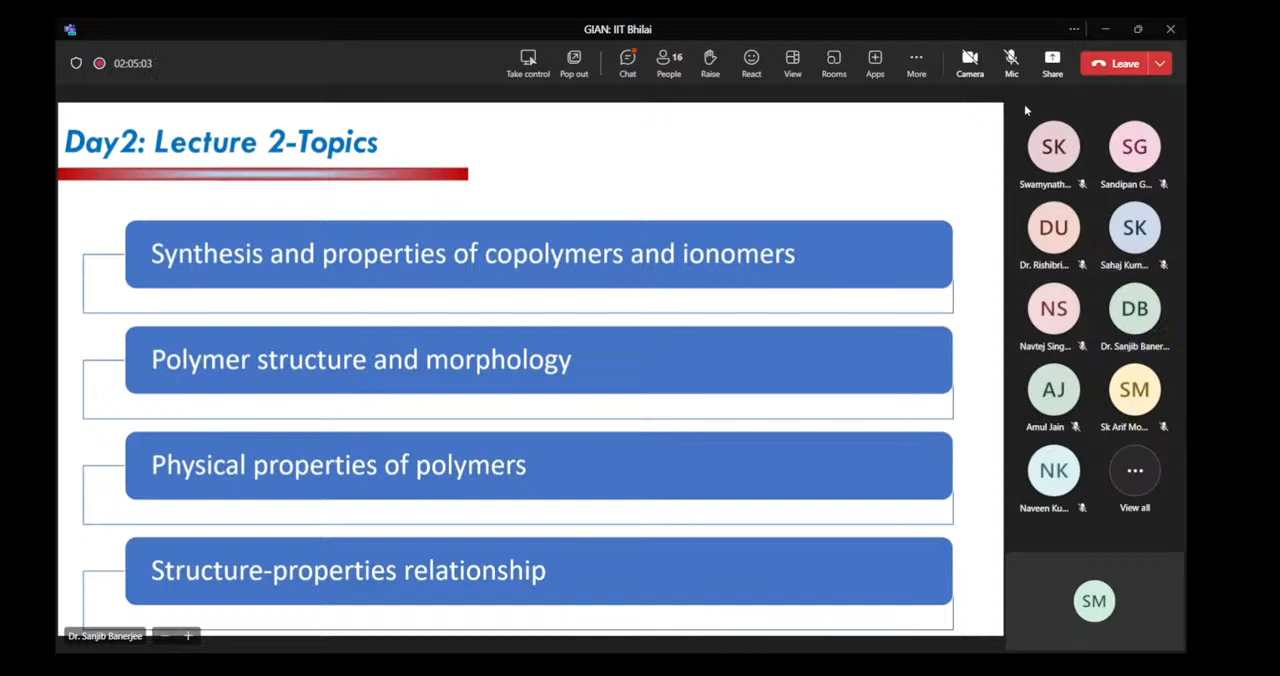 GIAN: IIT Bhilai
02:05:03
Take control
Pop out
Chat
16
People
Raise
React
View
Rooms
Apps
More
Camera
Mic
Share
Leave
Day2: Lecture 2-Topics
Synthesis and properties of copolymers and ionomers
Polymer structure and morphology
Physical properties of polymers
Structure-properties relationship
Dr. Sanjib Banerjee
SK
Swamynath...
SG
Sandipan G...
DU
Dr. Rishibri...
SK
Sahaj Kum...
NS
Navtej Sing...
DB
Dr. Sanjib Baner...
AJ
Amul Jain
SM
Sk Arif Mo...
NK
Naveen Ku...
View all
SM